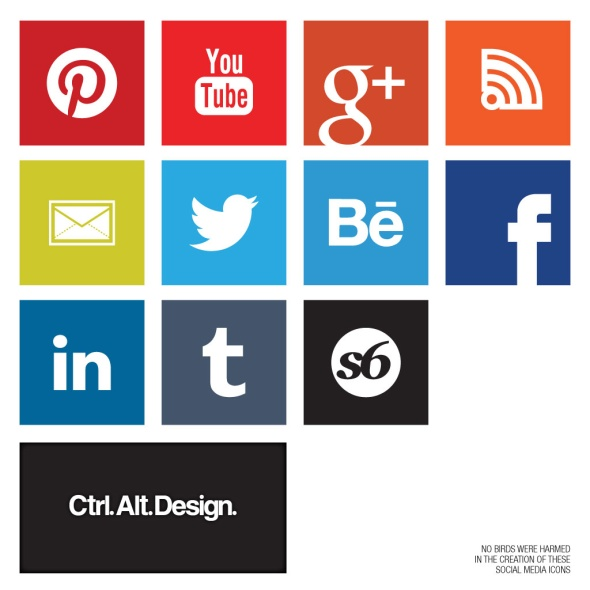 You
Tube
g+
Bē
f
in
t
s6
Ctrl.Alt.Design.
NO BIRDS WERE HARMED
IN THE CREATION OF THESE
SOCIAL MEDIA ICONS